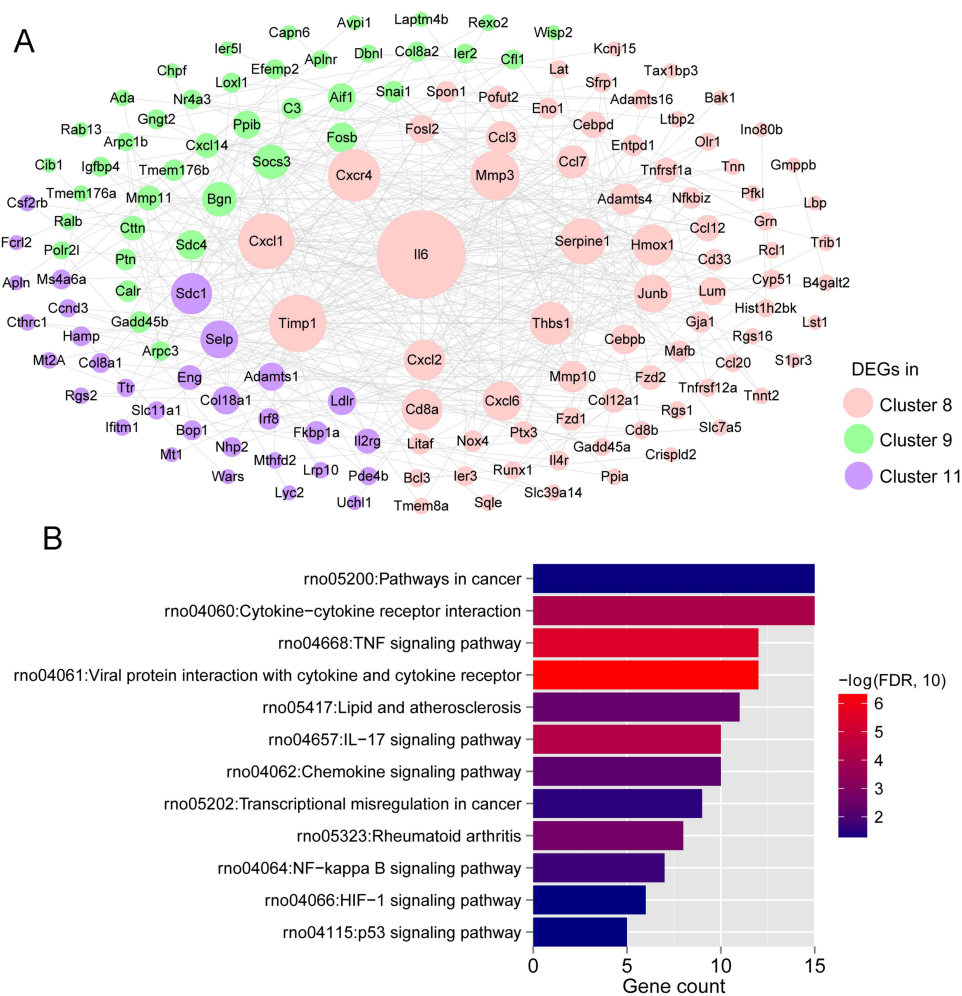 A
Avpi1
Laptm4b
Rexo2
Capn6
Wisp2
Ier5l
Aplnr
Dbnl
Col8a2
Ier2
Cfl1
Kcnj15
Chpf
Loxl1
Efemp2
Lat
Sfrp1
Tax1bp3
Ada
Nr4a3
C3
Aif1
Snai1
Spon1
Pofut2
Eno1
Adamts16
Bak1
Rab13
Gngt2
Ppib
Fosb
Fosl2
Ccl3
Cebpd
Ltbp2
Ino80b
Arpc1b
Cxcl14
Entpd1
Olr1
Cib1
Igfbp4
Tmem176b
Socs3
Cxcr4
Mmp3
Ccl7
Tnfrsf1a
Tnn
Gmppb
Csf2rb
Tmem176a
Mmp11
Bgn
Adamts4
Nfkbiz
Pfkl
Lbp
Fcrl2
Ralb
Cttn
Ccl12
Grn
Polr2l
Sdc4
Cxcl1
Il6
Serpine1
Hmox1
Rcl1
Trib1
Ptn
Cd33
Apln
Ms4a6a
Calr
Sdc1
Junb
Lum
Cyp51
B4galt2
Ccnd3
Hist1h2bk
Cthrc1
Gadd45b
Timp1
Thbs1
Gja1
Lst1
Hamp
Selp
Cebpb
Rgs16
Mt2A
Col8a1
Arpc3
Cxcl2
Mafb
Ccl20
S1pr3
Rgs2
Ttr
Eng
Adamts1
Mmp10
Fzd2
Tnfrsf12a
Tnnt2
Slc11a1
Col18a1
Ldlr
Cd8a
Cxcl6
Col12a1
Rgs1
Ifitm1
Bop1
Irf8
Fkbp1a
Il2rg
Litaf
Nox4
Ptx3
Fzd1
Cd8b
Slc7a5
Mt1
Nhp2
Mthfd2
Gadd45a
Crispld2
Wars
Lrp10
Pde4b
Bcl3
Ier3
Runx1
Il4r
Ppia
Lyc2
Uchl1
Tmem8a
Sqle
Slc39a14
DEGs in
Cluster 8
Cluster 9
Cluster 11
B
rno05200:Pathways in cancer
rno04060:Cytokine−cytokine receptor interaction
rno04668:TNF signaling pathway
rno04061:Viral protein interaction with cytokine and cytokine receptor
rno05417:Lipid and atherosclerosis
rno04657:IL−17 signaling pathway
rno04062:Chemokine signaling pathway
rno05202:Transcriptional misregulation in cancer
rno05323:Rheumatoid arthritis
rno04064:NF−kappa B signaling pathway
rno04066:HIF−1 signaling pathway
rno04115:p53 signaling pathway
0 5 10 15
Gene count
−log(FDR, 10)
6
5
4
3
2